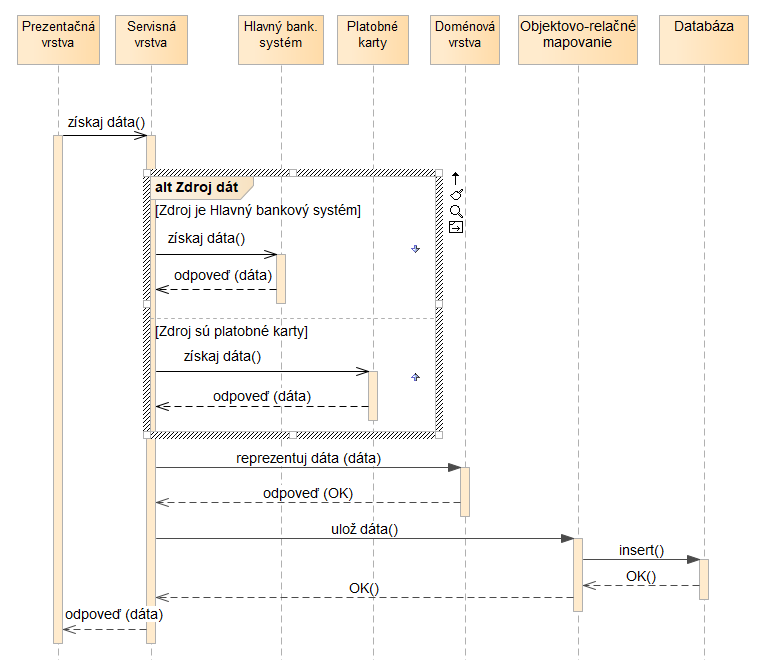 Prezentačná
vrstva
Servisná
vrstva
Hlavný bank.
systém
Platobné
karty
Doménová
vrstva
Objektovo-relačné
mapovanie
Databáza
získaj dáta()
alt Zdroj dát
[Zdroj je Hlavný bankový systém]
získaj dáta()
odpoveď (dáta)
[Zdroj sú platobné karty]
získaj dáta()
odpoveď (dáta)
reprezentuj dáta (dáta)
odpoveď (OK)
ulož dáta()
insert()
OK()
OK()
odpoveď (dáta)